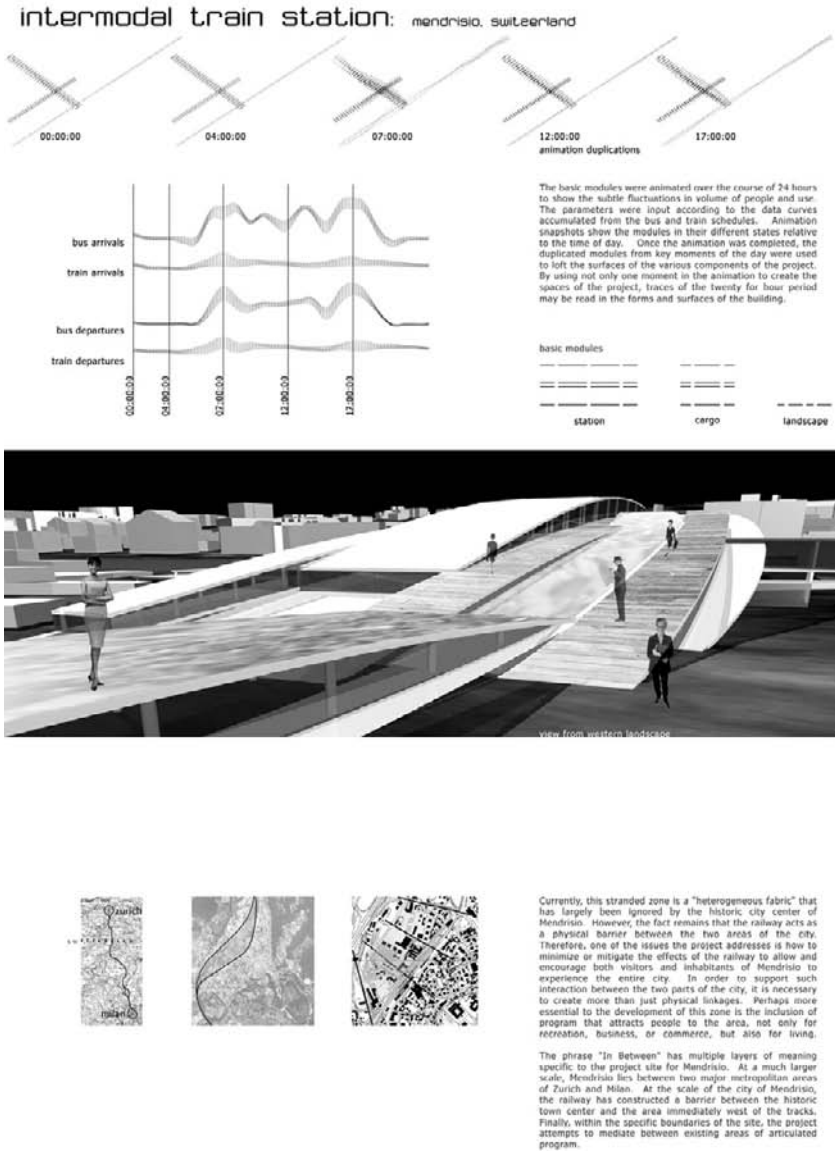 intermodal train station: mendrisio, switzerland
00:00:00
04:00:00
07:00:00
12:00:00
17:00:00
animation duplications
The basic modules were animated over the course of 24 hours
to show the subtle fluctuations in volume of people and use.
The parameters were input according to the data curves
accumulated from the bus and train schedules. Animation
snapshots show the modules in their different states relative
to the time of day. Once the animation was completed, the
duplicated modules from key moments of the day were used
to loft the surfaces of the various components of the project.
By using not only one moment in the animation to create the
spaces of the project, traces of the twenty for hour period
may be read in the forms and surfaces of the building.
bus arrivals
train arrivals
bus departures
train departures
00:00:00
04:00:00
07:00:00
12:00:00
17:00:00
basic modules
station
cargo
landscape
view from western landscape
zurich
milan
Currently, this stranded zone is a "heterogeneous fabric" that
has largely been ignored by the historic city center of
Mendrisio. However, the fact remains that the railway acts as
a physical barrier between the two areas of the city.
Therefore, one of the issues the project addresses is how to
minimize or mitigate the effects of the railway to allow and
encourage both visitors and inhabitants of Mendrisio to
experience the entire city. In order to support such
interaction between the two parts of the city, it is necessary
to create more than just physical linkages. Perhaps more
essential to the development of this zone is the inclusion of
program that attracts people to the area, not only for
recreation, business, or commerce, but also for living.
The phrase "In Between" has multiple layers of meaning
specific to the project site for Mendrisio. At a much larger
scale, Mendrisio lies between two major metropolitan areas
of Zurich and Milan. At the scale of the city of Mendrisio,
the railway has constructed a barrier between the historic
town center and the area immediately west of the tracks.
Finally, within the specific boundaries of the site, the project
attempts to mediate between existing areas of articulated
program.